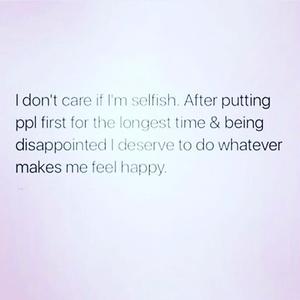 I don't care if I'm selfish. After putting
ppl first for the longest time & being
disappointed I deserve to do whatever
makes me feel happy.